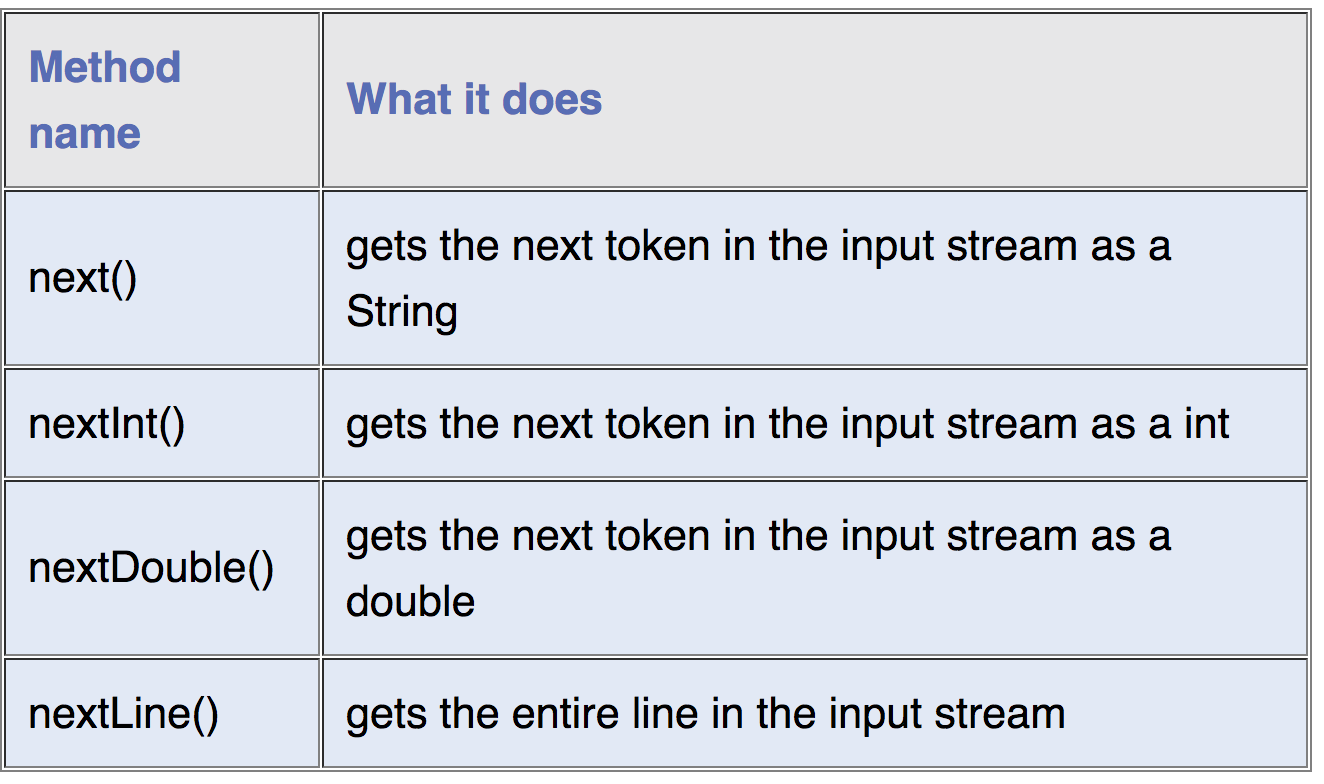 Method
name
What it does
next()
gets the next token in the input stream as a
String
nextInt()
gets the next token in the input stream as a int
nextDouble()
gets the next token in the input stream as a
double
nextLine()
gets the entire line in the input stream